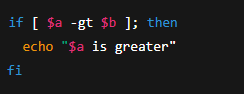 if [ $a -gt $b ]; then
  echo "$a is greater"
fi